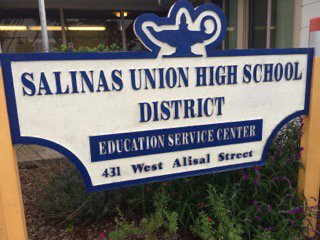 SALINAS UNION HIGH SCHOOL
DISTRICT
EDUCATION SERVICE CENTER
431 West Alisal Street